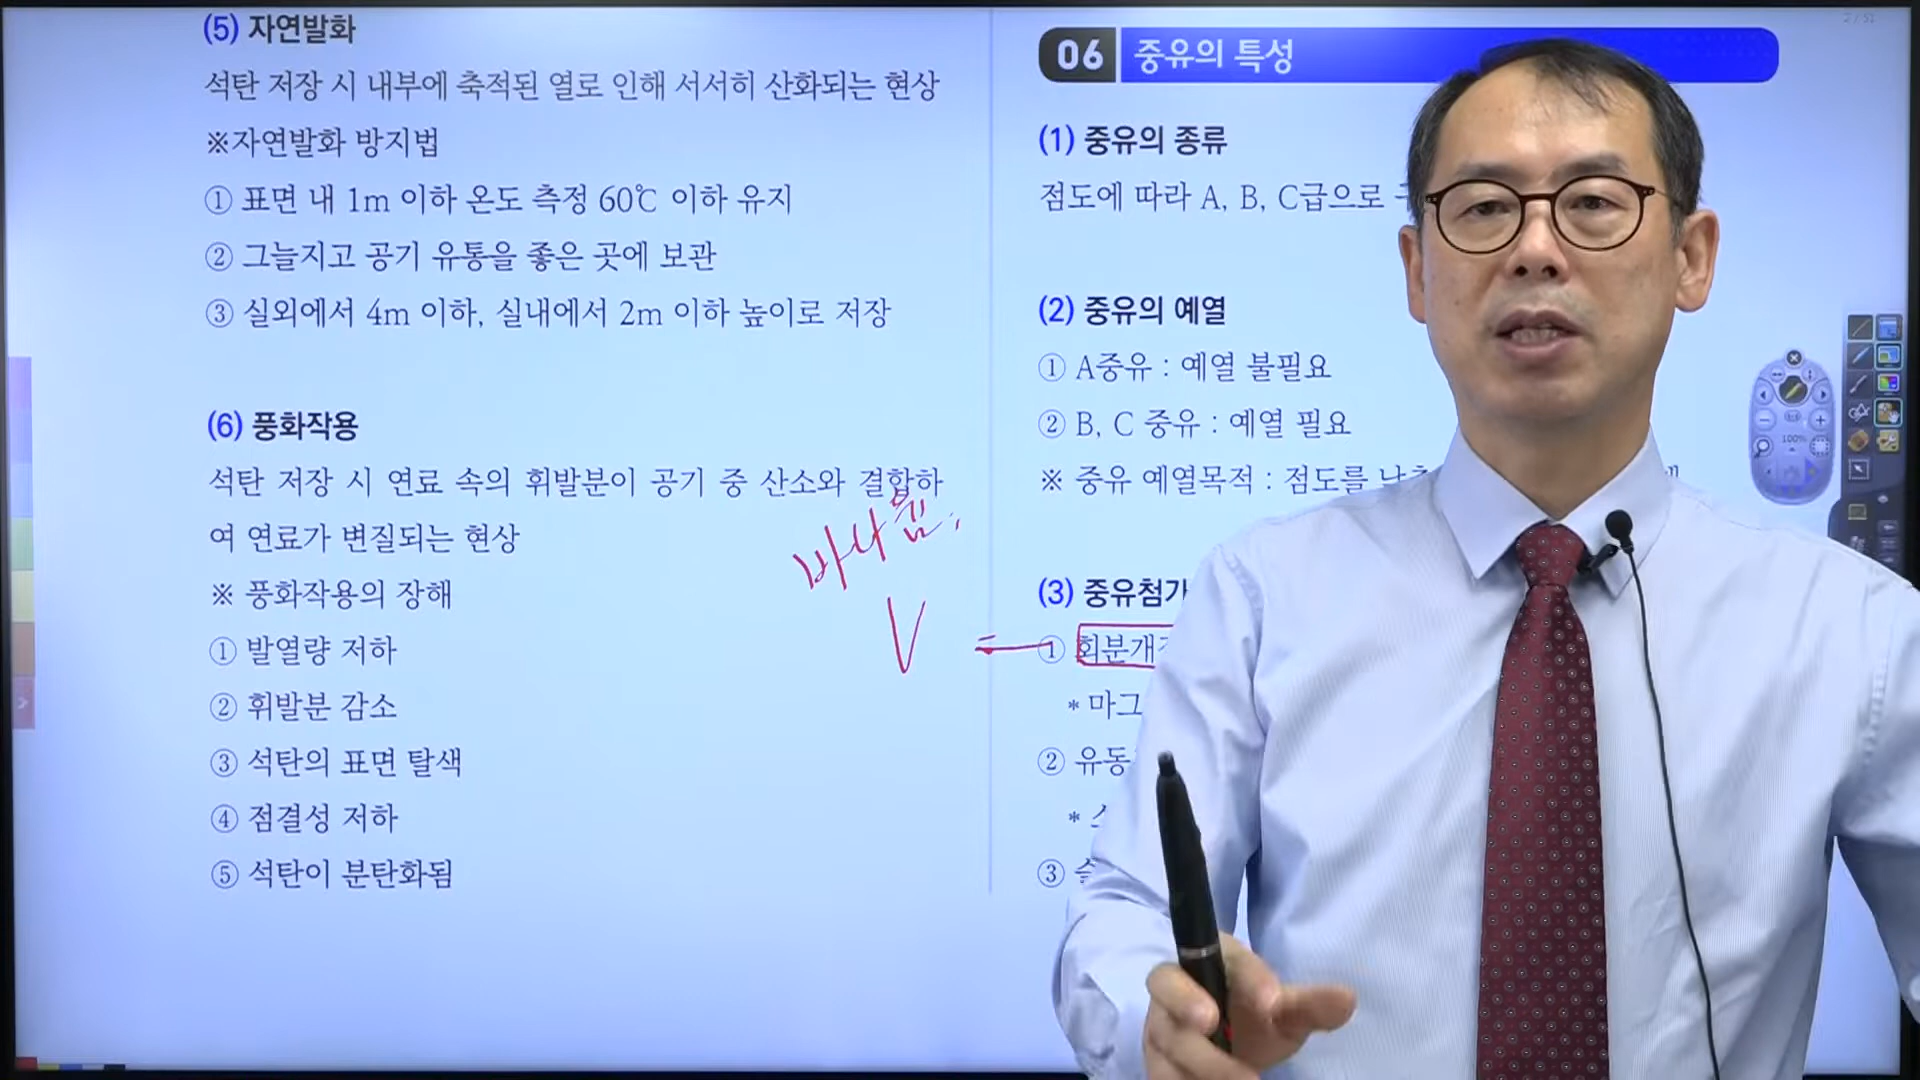 (5) 자연발화
석탄 저장 시 내부에 축적된 열로 인해 서서히 산화되는 현상
※자연발화 방지법
① 표면 내 1m 이하 온도 측정 60℃ 이하 유지
② 그늘지고 공기 유통을 좋은 곳에 보관
③ 실외에서 4m 이하, 실내에서 2m 이하 높이로 저장
(6) 풍화작용
석탄 저장 시 연료 속의 휘발분이 공기 중 산소와 결합하
여 연료가 변질되는 현상
※ 풍화작용의 장해
① 발열량 저하
② 휘발분 감소
③ 석탄의 표면 탈색
④ 점결성 저하
⑤ 석탄이 분탄화됨
바나듐
V
06 중유의 특성
(1) 중유의 종류
점도에 따라 A, B, C급으로
(2) 중유의 예열
① A중유 : 예열 불필요
② B, C 중유 : 예열 필요
※ 중유 예열목적 : 점도를
(3) 중유첨가
① 회분개
* 마그
② 유동
*
③
100%